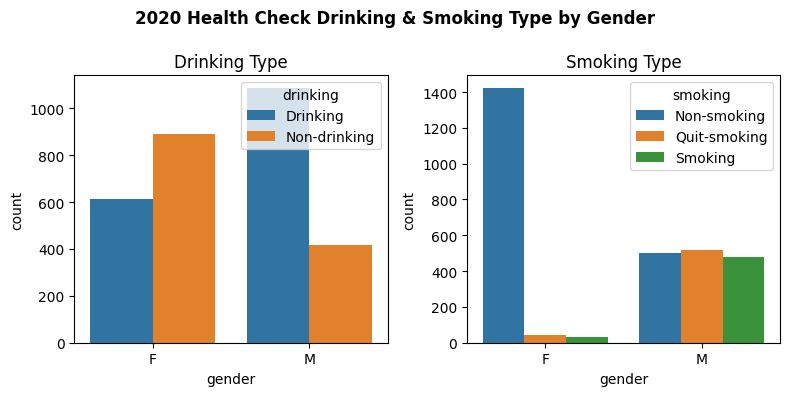 2020 Health Check Drinking & Smoking Type by Gender
Drinking Type
drinking
Drinking
Non-drinking
count
1000
800
600
400
200
0
F
M
gender
Smoking Type
smoking
Non-smoking
Quit-smoking
Smoking
count
1400
1200
1000
800
600
400
200
0
F
M
gender